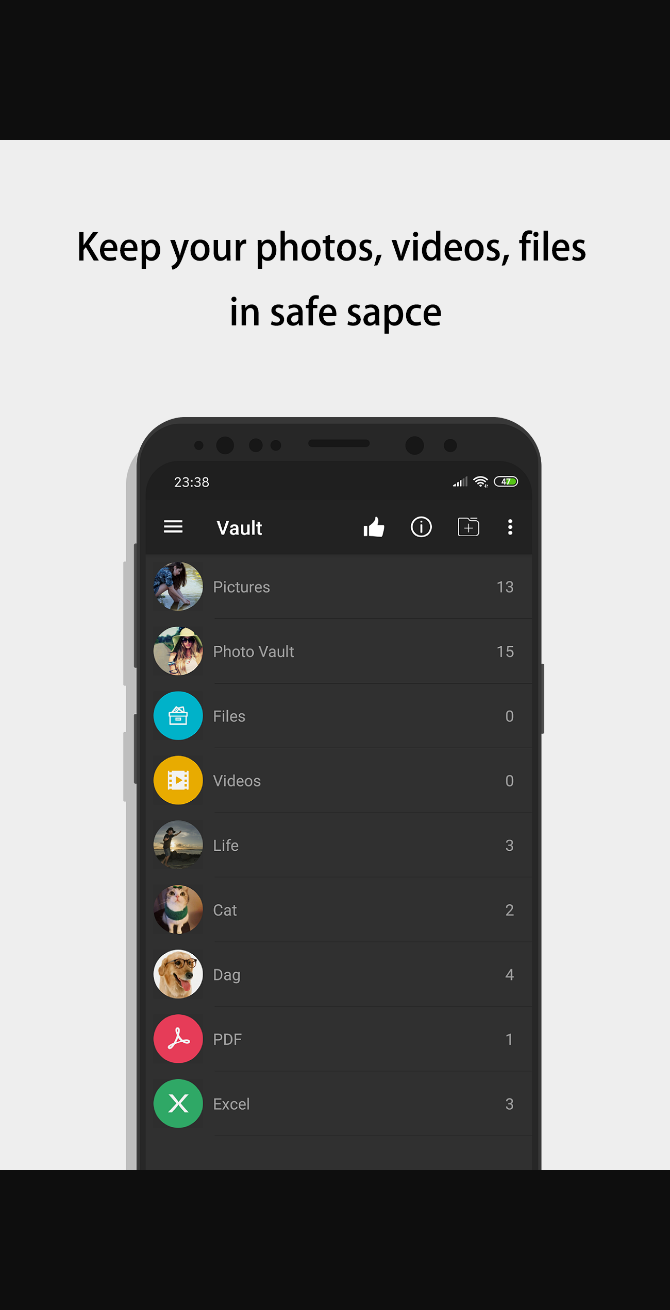 Keep your photos, videos, files
in safe sapce
23:38
47
Vault
Pictures 13
Photo Vault 15
Files 0
Videos 0
Life 3
Cat 2
Dag 4
PDF 1
Excel 3